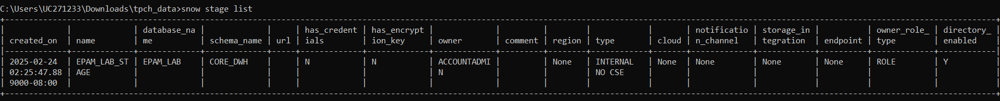 C:\Users\UC271233\Downloads\tpch_data>snow stage list
+--------------------------------------------------------------------------------------------------------------------------------------------------------------------------------------------------------------+
|             |             | database_na |             |     | has_credent | has_encrypt |             |         |        |            |       | notificatio | storage_in |          | owner_role_ | directory_ |
| created_on  | name        | me          | schema_name | url | ials        | ion_key     | owner       | comment | region | type       | cloud | n_channel   | tegration  | endpoint | type        | enabled    |
|-------------+-------------+-------------+-------------+-----+-------------+-------------+-------------+---------+--------+------------+-------+-------------+------------+----------+-------------+------------|
| 2025-02-24  | EPAM_LAB_ST | EPAM_LAB    | CORE_DWH    |     | N           | N           | ACCOUNTADMI |         | None   | INTERNAL   | None  | None        | None       | None     | ROLE        | Y          |
| 02:25:47.88 | AGE         |             |             |     |             |             | N           |         |        | NO CSE     |       |             |            |          |             |            |
| 9000-08:00  |             |             |             |     |             |             |             |         |        |            |       |             |            |          |             |            |
+--------------------------------------------------------------------------------------------------------------------------------------------------------------------------------------------------------------+